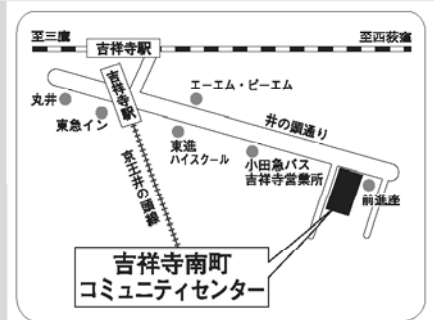 至三鷹
吉祥寺駅
至西荻窪
吉祥寺駅
丸井
東急イン
エーエム・ピーエム
井の頭通り
東進
ハイスクール
小田急バス
吉祥寺営業所
前進座
京王井の頭線
吉祥寺南町
コミュニティセンター